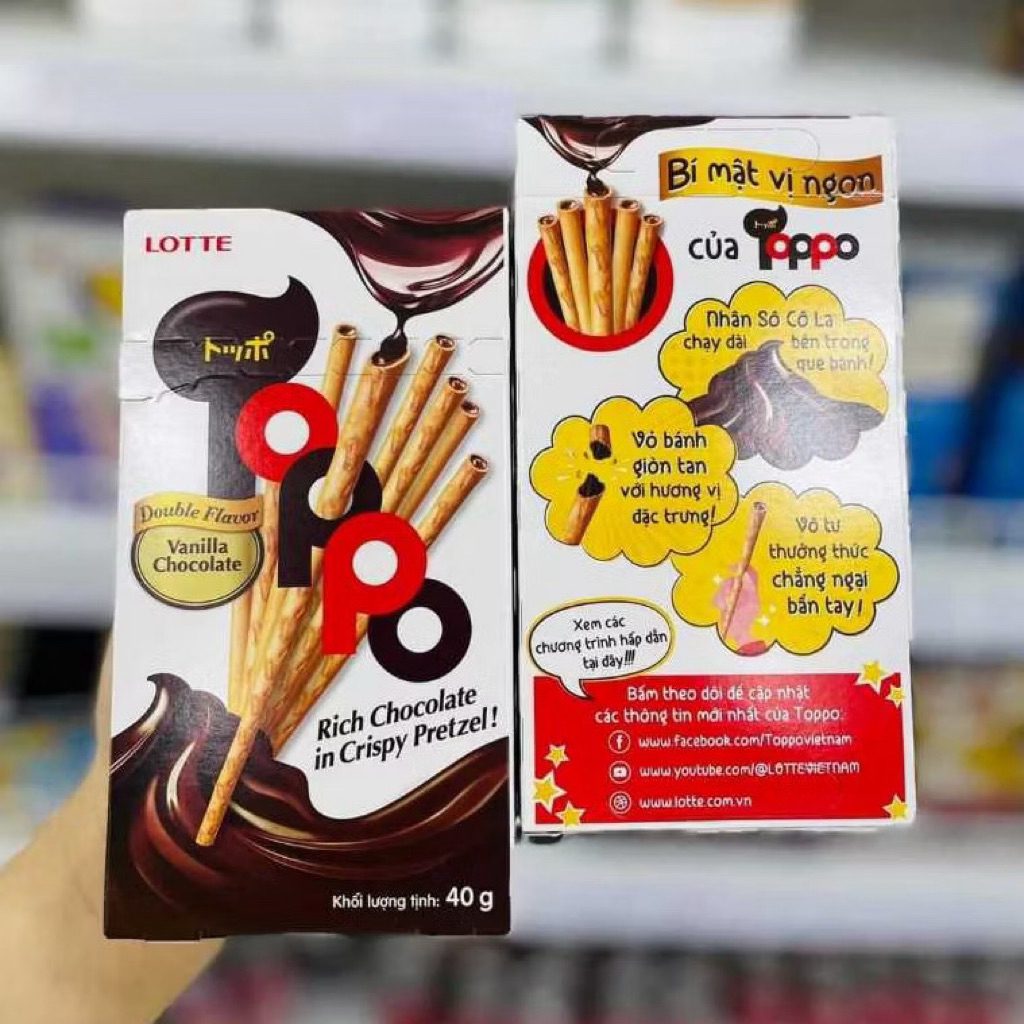 LOTTE
トッポ
Toppo
Double Flavor
Vanilla
Chocolate
Rich Chocolate
in Crispy Pretzel!
Khối lượng tịnh: 40 g
Bí mật vị ngon
của Toppo
トッポ
Nhân Sô Cô La
chạy dài bên trong
que bánh!
Vỏ bánh
giòn tan
với hương vị
đặc trưng!
Vô tư
thưởng thức
chẳng ngại
bẩn tay!
Xem các
chương trình hấp dẫn
tại đây!!!
Bấm theo dõi để cập nhật
các thông tin mới nhất của Toppo:
www.facebook.com/Toppovietnam
www.youtube.com/@LOTTEVIETNAM
www.lotte.com.vn